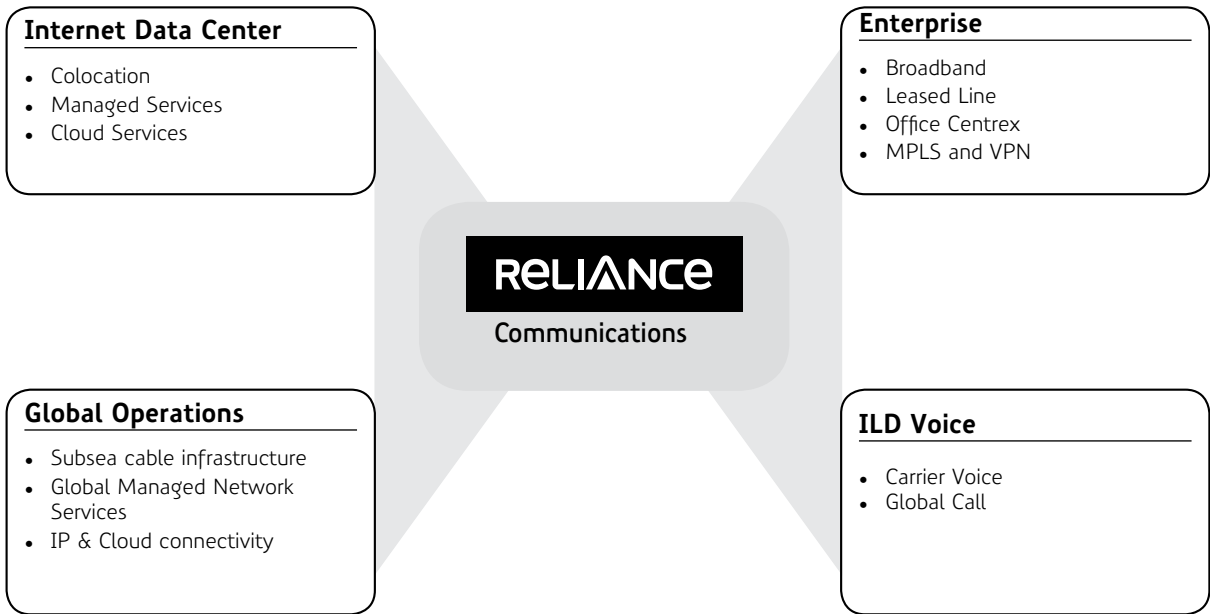 Internet Data Center
• Colocation
• Managed Services
• Cloud Services
Enterprise
• Broadband
• Leased Line
• Office Centrex
• MPLS and VPN
RELIANCE
Communications
Global Operations
• Subsea cable infrastructure
• Global Managed Network
Services
• IP & Cloud connectivity
ILD Voice
• Carrier Voice
• Global Call